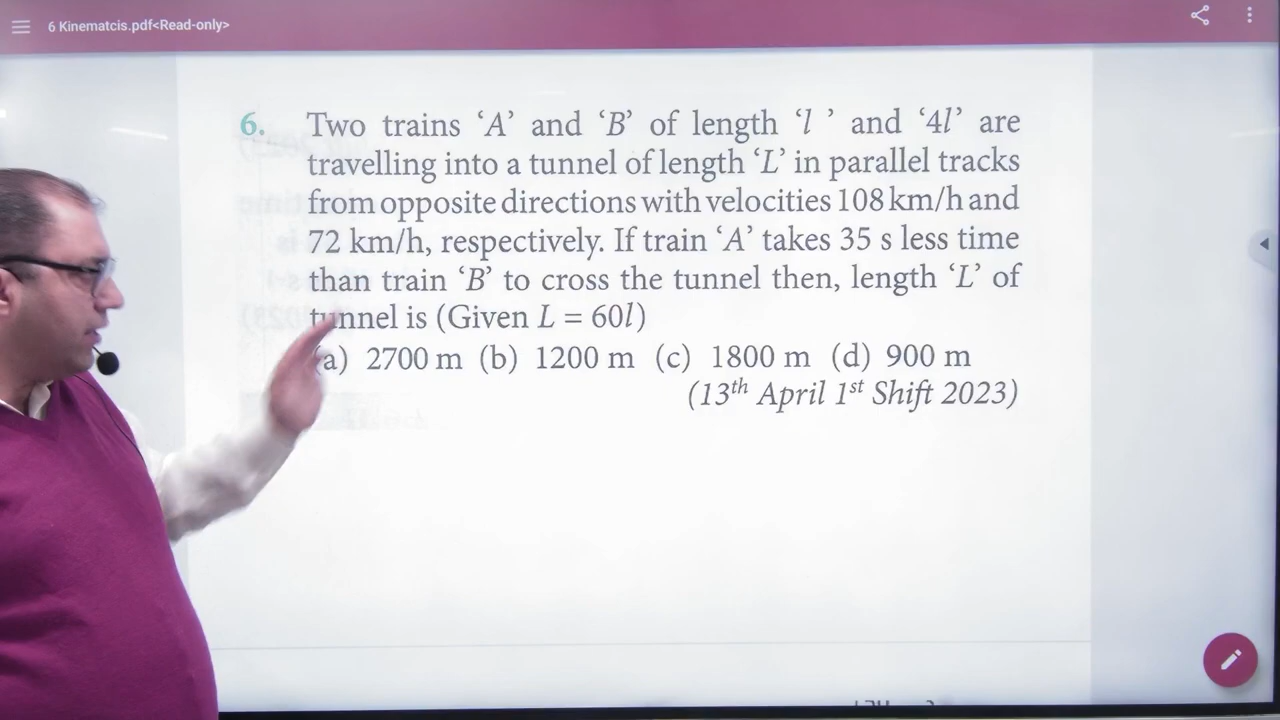 6 Kinematcis.pdf<Read-only>
6. Two trains ‘A’ and ‘B’ of length ‘l ’ and ‘4l’ are
travelling into a tunnel of length ‘L’ in parallel tracks
from opposite directions with velocities 108 km/h and
72 km/h, respectively. If train ‘A’ takes 35 s less time
than train ‘B’ to cross the tunnel then, length ‘L’ of
tunnel is (Given L = 60l)
(a) 2700 m (b) 1200 m (c) 1800 m (d) 900 m
(13th April 1st Shift 2023)